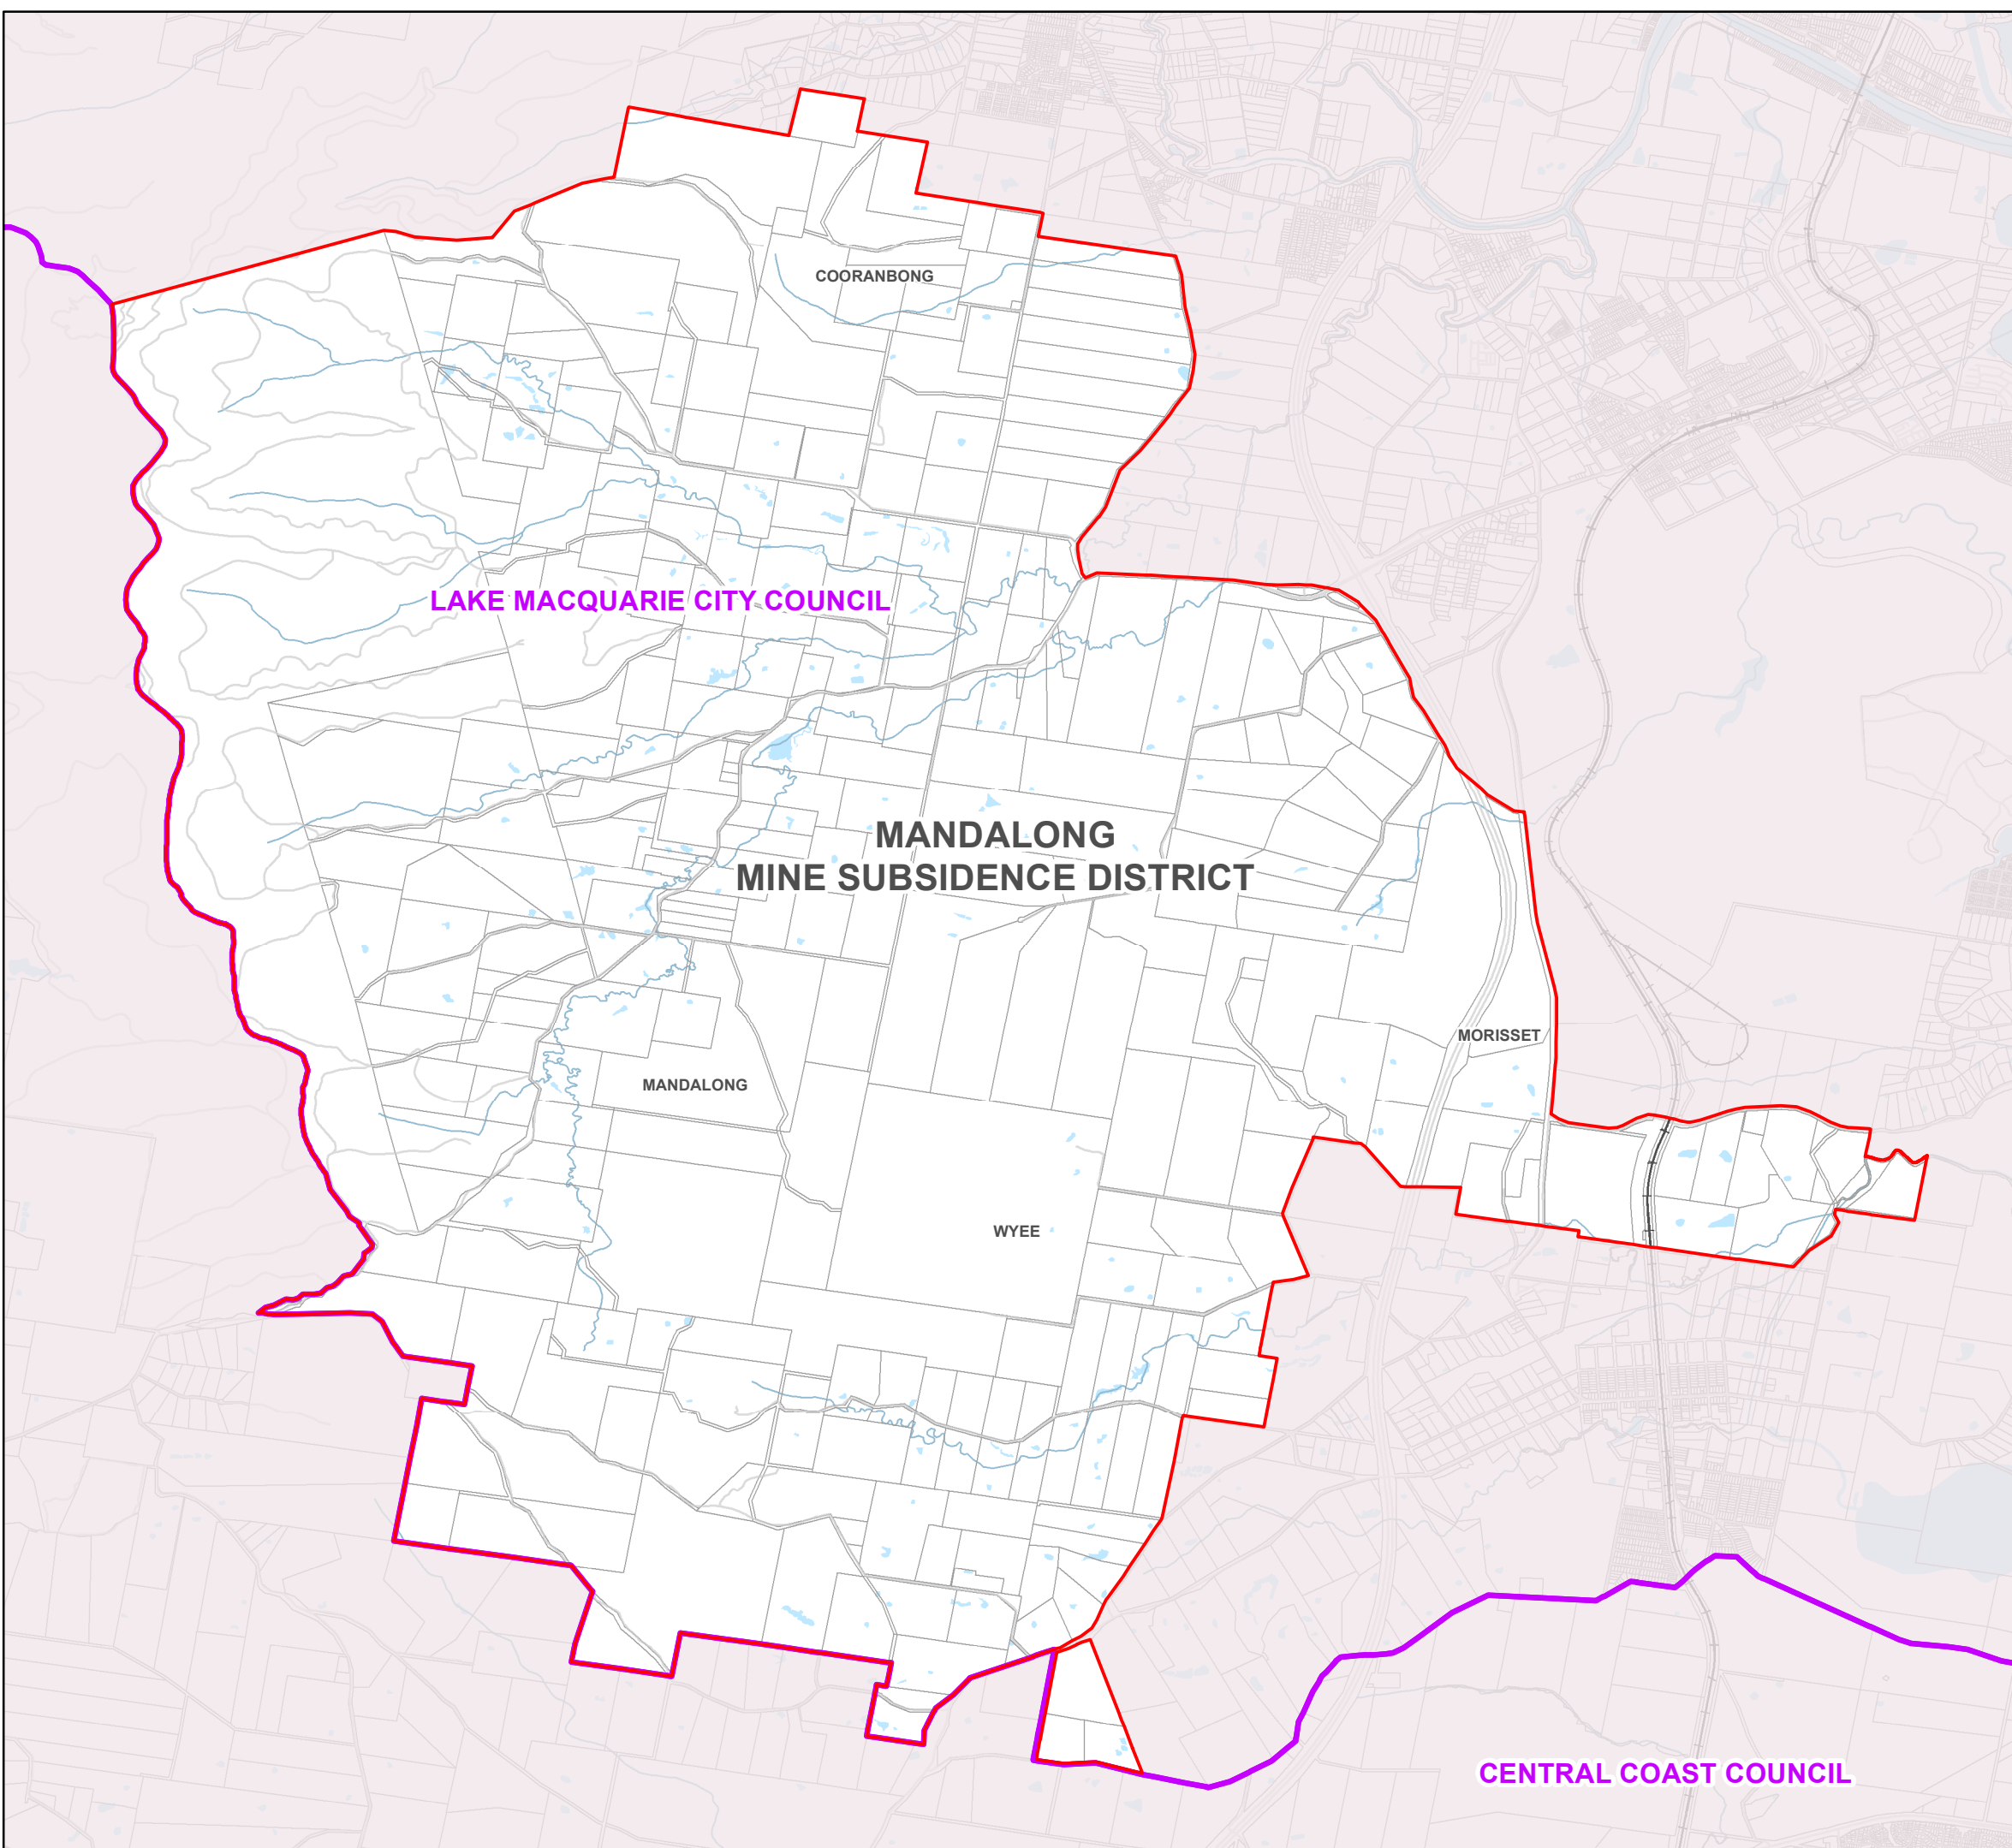 COORANBONG
LAKE MACQUARIE CITY COUNCIL
MANDALONG
MINE SUBSIDENCE DISTRICT
MORISSET
MANDALONG
WYEE
CENTRAL COAST COUNCIL